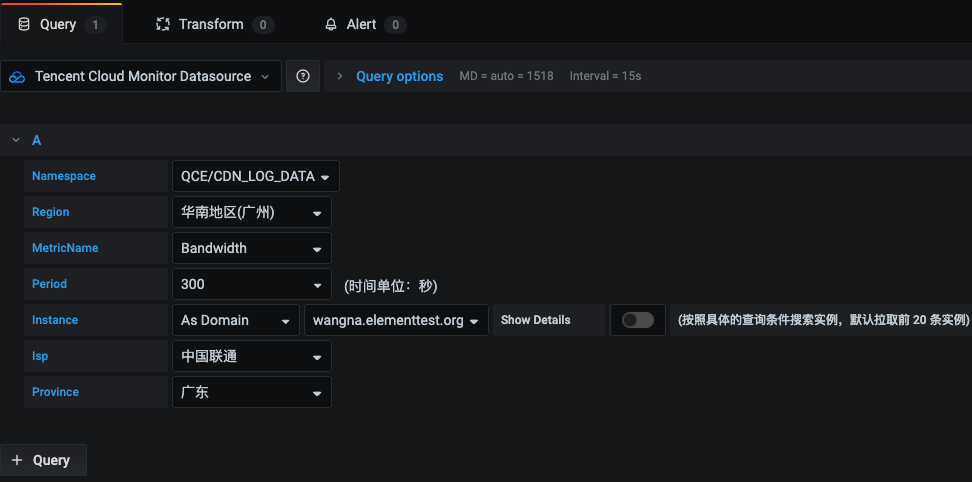 Query 1 Transform 0 Alert 0
Tencent Cloud Monitor Datasource Query options MD = auto = 1518 Interval = 15s
A
Namespace QCE/CDN_LOG_DATA
Region 华南地区(广州)
MetricName Bandwidth
Period 300 (时间单位：秒)
Instance As Domain wangna.elementtest.org Show Details (按照具体的查询条件搜索实例，默认拉取前 20 条实例)
Isp 中国联通
Province 广东
+ Query